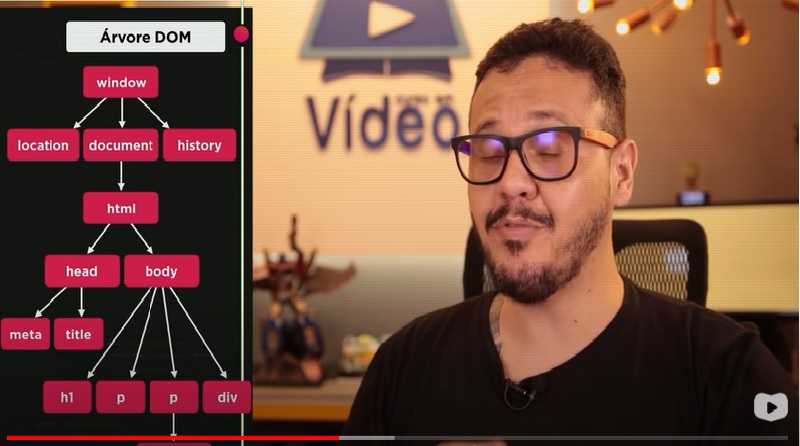 Árvore DOM
window
location document history
html
head body
meta title
h1 p p div
Vídeo